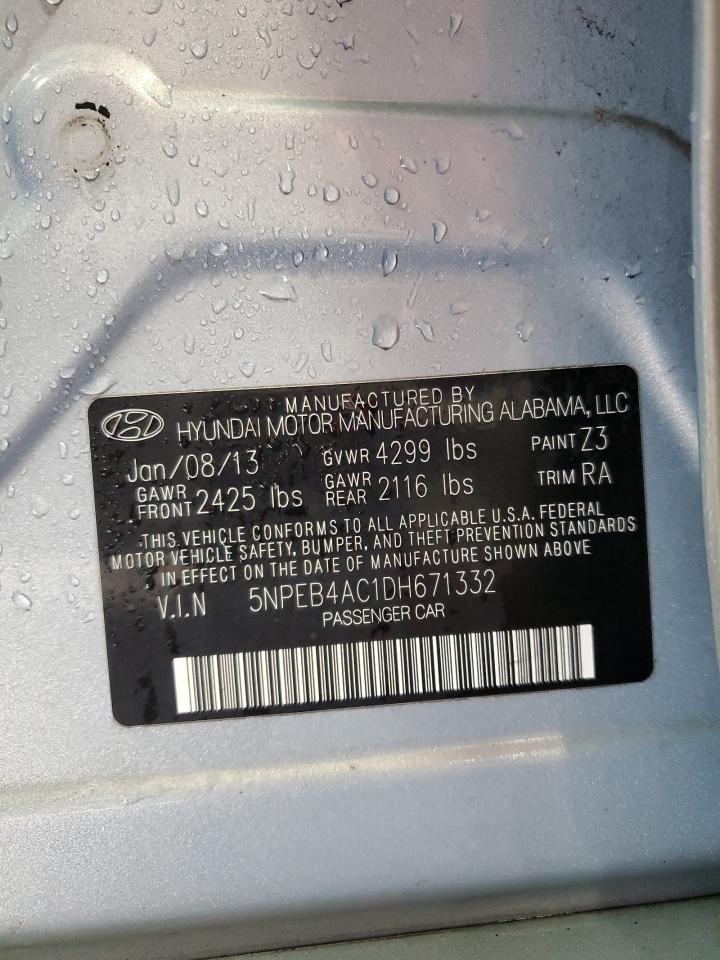 MANUFACTURED BY
HYUNDAI MOTOR MANUFACTURING ALABAMA, LLC
Jan/08/13 GVWR 4299 lbs PAINT Z3
GAWR FRONT 2425 lbs GAWR REAR 2116 lbs TRIM RA
THIS VEHICLE CONFORMS TO ALL APPLICABLE U.S.A. FEDERAL
MOTOR VEHICLE SAFETY, BUMPER, AND THEFT PREVENTION STANDARDS
IN EFFECT ON THE DATE OF MANUFACTURE SHOWN ABOVE
V.I.N 5NPEB4AC1DH671332
PASSENGER CAR